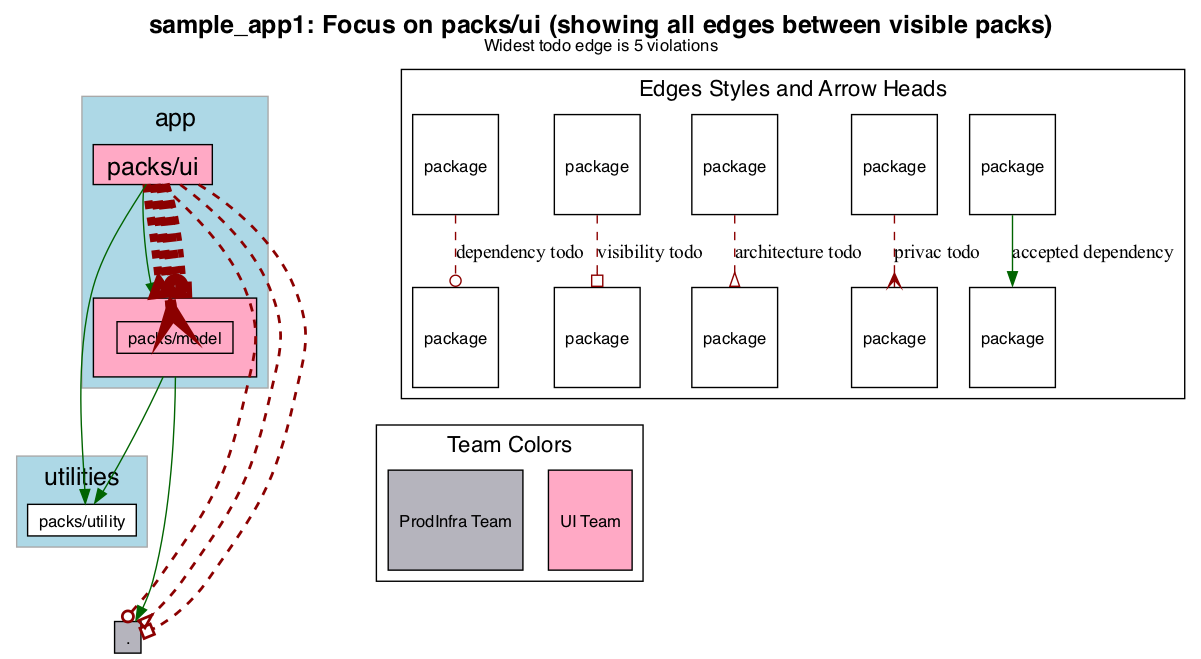 sample_app1: Focus on packs/ui (showing all edges between visible packs)
Widest todo edge is 5 violations
app
packs/ui
packs/model
utilities
packs/utility
.
Edges Styles and Arrow Heads
package package package package package
dependency todo visibility todo architecture todo privac todo accepted dependency
package package package package package
Team Colors
ProdInfra Team UI Team